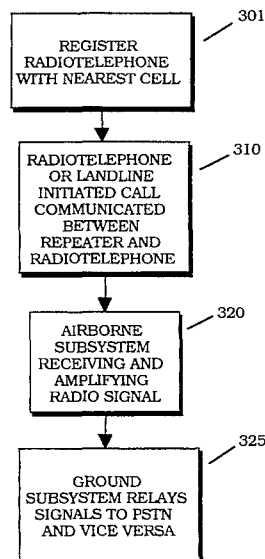 REGISTER
RADIOTELEPHONE
WITH NEAREST CELL
301
RADIOTELEPHONE
OR LANDLINE
INITIATED CALL
COMMUNICATED
BETWEEN
REPEATER AND
RADIOTELEPHONE
310
AIRBORNE
SUBSYSTEM
RECEIVING AND
AMPLIFYING
RADIO SIGNAL
320
GROUND
SUBSYSTEM RELAYS
SIGNALS TO PSTN
AND VICE VERSA
325